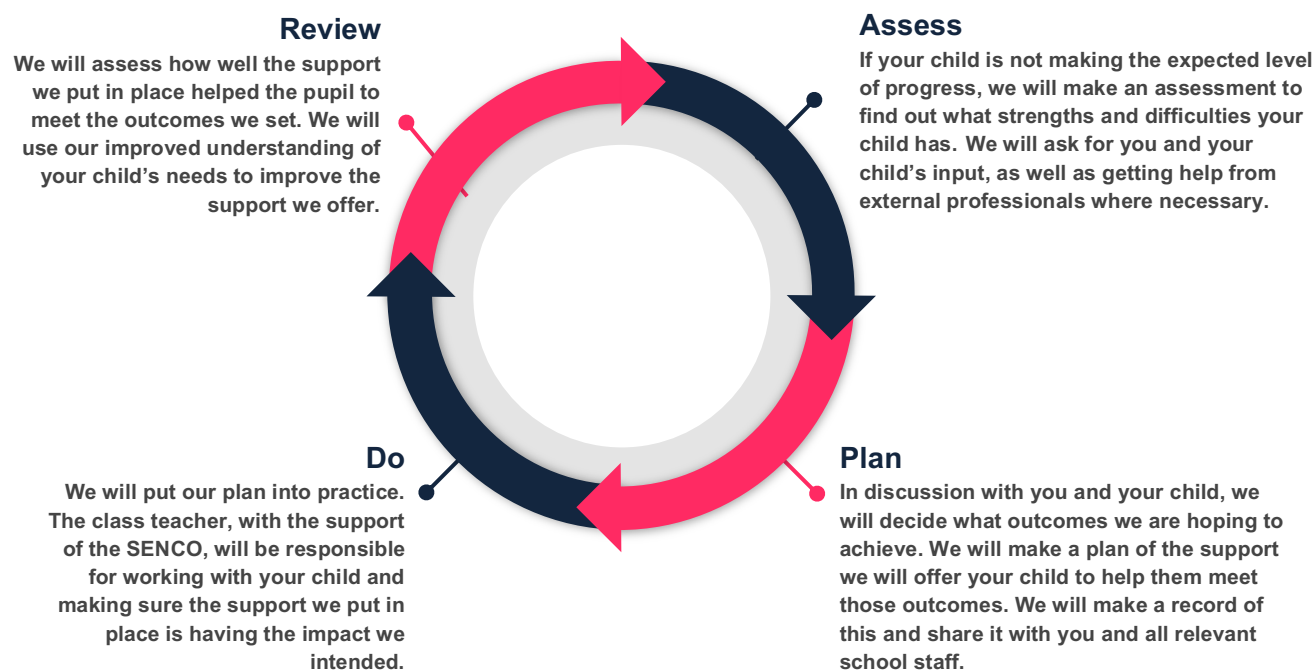 Review
We will assess how well the support
we put in place helped the pupil to
meet the outcomes we set. We will
use our improved understanding of
your child’s needs to improve the
support we offer.
Assess
If your child is not making the expected level
of progress, we will make an assessment to
find out what strengths and difficulties your
child has. We will ask for you and your
child’s input, as well as getting help from
external professionals where necessary.
Do
We will put our plan into practice.
The class teacher, with the support
of the SENCO, will be responsible
for working with your child and
making sure the support we put in
place is having the impact we
intended.
Plan
In discussion with you and your child, we
will decide what outcomes we are hoping to
achieve. We will make a plan of the support
we will offer your child to help them meet
those outcomes. We will make a record of
this and share it with you and all relevant
school staff.